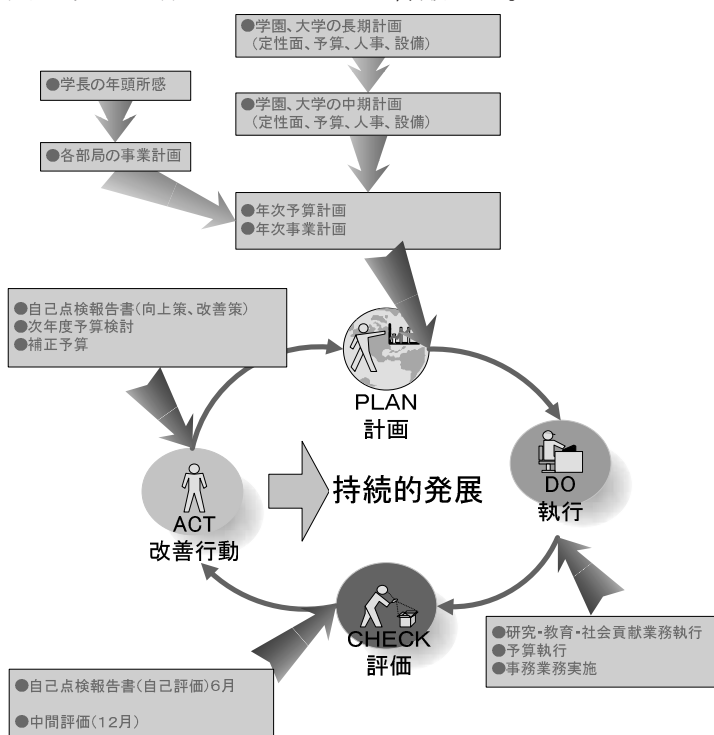 ●学園、大学の長期計画
(定性面、予算、人事、設備)
●学長の年頭所感
●学園、大学の中期計画
(定性面、予算、人事、設備)
●各部局の事業計画
●年次予算計画
●年次事業計画
●自己点検報告書(向上策、改善策)
●次年度予算検討
●補正予算
PLAN
計画
持続的発展
DO
執行
ACT
改善行動
CHECK
評価
●研究・教育・社会貢献業務執行
●予算執行
●事務業務実施
●自己点検報告書(自己評価)6月
●中間評価(12月)